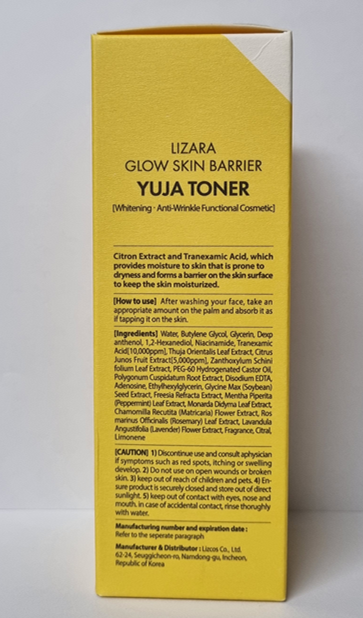 LIZARA
GLOW SKIN BARRIER
YUJA TONER
[Whitening · Anti-Wrinkle Functional Cosmetic]
Citron Extract and Tranexamic Acid, which
provides moisture to skin that is prone to
dryness and forms a barrier on the skin surface
to keep the skin moisturized.
[How to use] After washing your face, take an
appropriate amount on the palm and absorb it as
if tapping it on the skin.
[Ingredients] Water, Butylene Glycol, Glycerin, Dexp
anthenol, 1,2-Hexanediol, Niacinamide, Tranexamic
Acid[10,000ppm], Thuja Orientalis Leaf Extract, Citrus
Junos Fruit Extract[5,000ppm], Zanthoxylum Schini
folium Leaf Extract, PEG-60 Hydrogenated Castor Oil,
Polygonum Cuspidatum Root Extract, Disodium EDTA,
Adenosine, Ethylhexylglycerin, Glycine Max (Soybean)
Seed Extract, Freesia Refracta Extract, Mentha Piperita
(Peppermint) Leaf Extract, Monarda Didyma Leaf Extract,
Chamomilla Recutita (Matricaria) Flower Extract, Ros
marinus Officinalis (Rosemary) Leaf Extract, Lavandula
Angustifolia (Lavender) Flower Extract, Fragrance, Citral,
Limonene
[CAUTION] 1) Discontinue use and consult aphysician
if symptoms such as red spots, itching or swelling
develop. 2) Do not use on open wounds or broken
skin. 3) keep out of reach of children and pets. 4) En
sure product is securely closed and store out of direct
sunlight. 5) keep out of contact with eyes, nose and
mouth, in case of accidental contact, rinse thoroughly
with water.
Manufacturing number and expiration date :
Refer to the seperate paragraph
Manufacturer & Distributor : Lizcos Co., Ltd.
62-24, Seuggicheon-ro, Namdong-gu, Incheon,
Republic of Korea